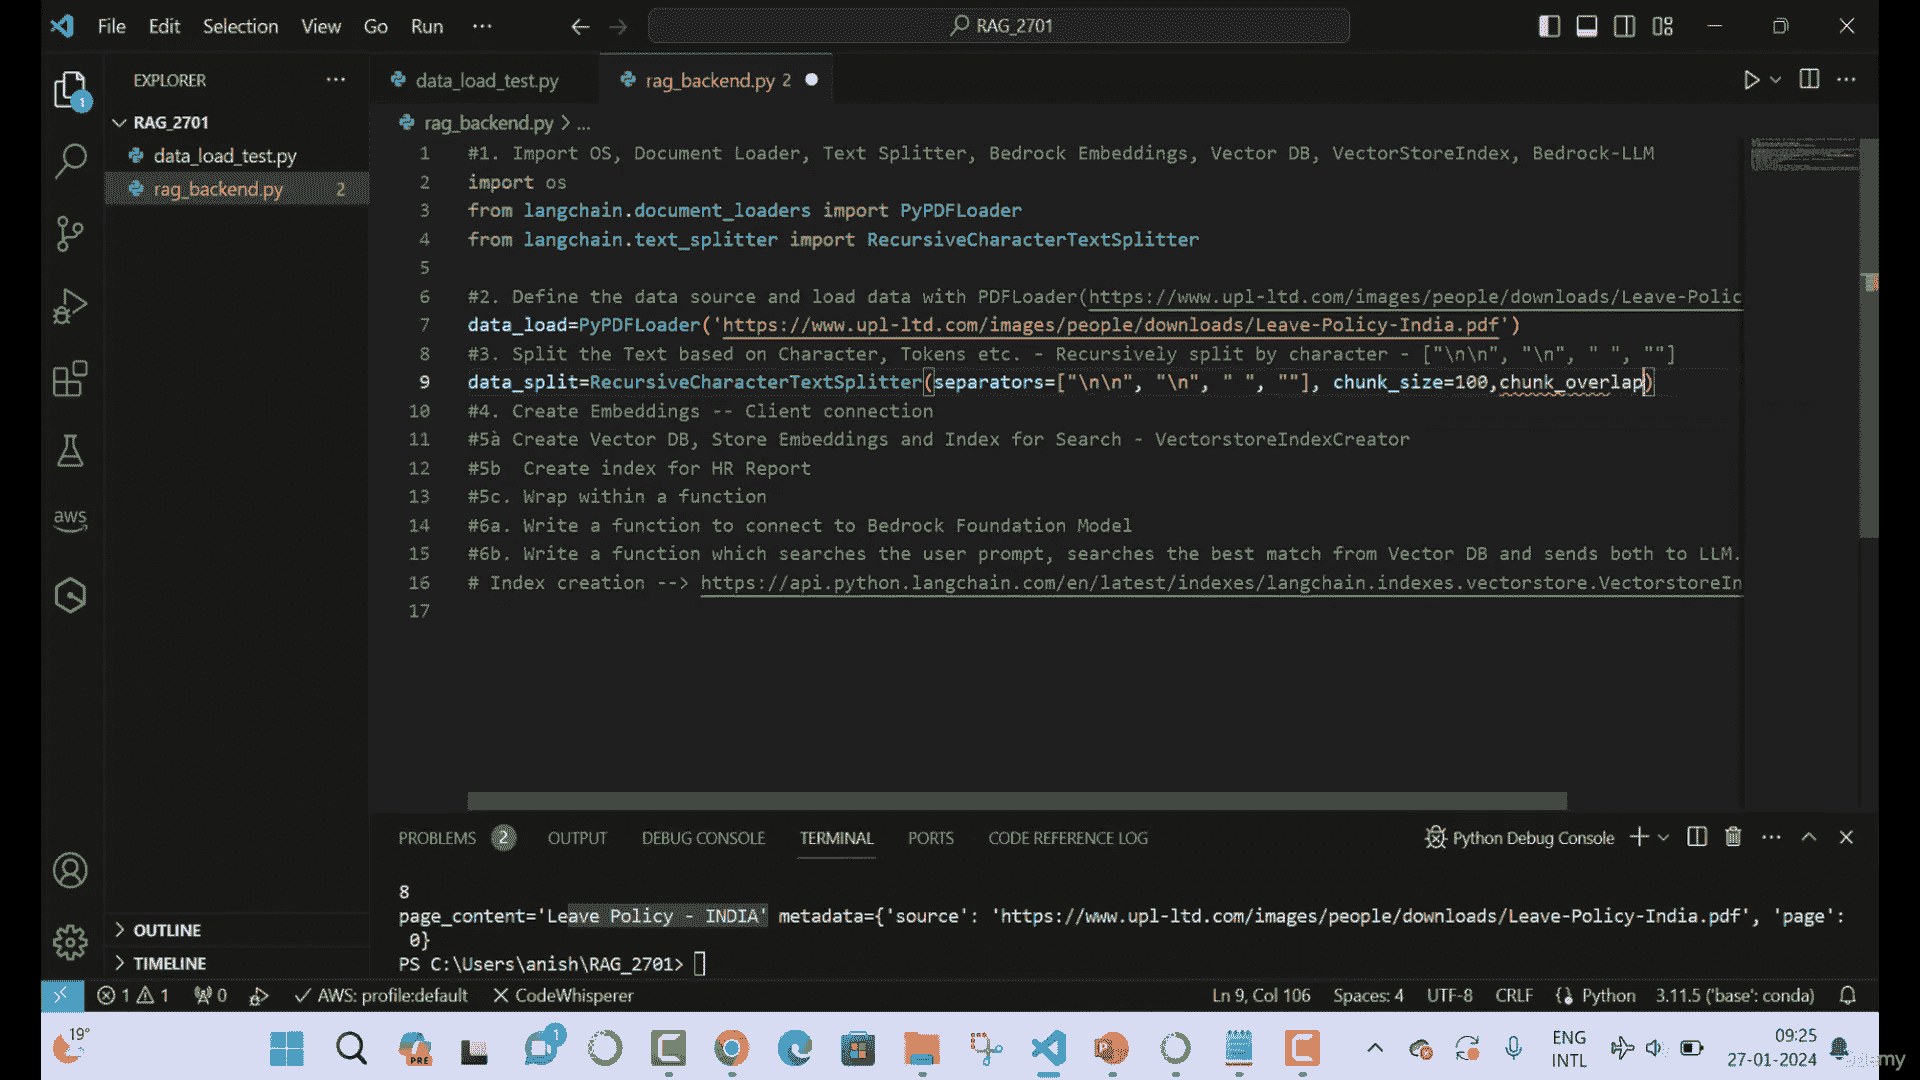 File Edit Selection View Go Run ··· RAG_2701
EXPLORER ···
data_load_test.py rag_backend.py 2
RAG_2701
data_load_test.py
rag_backend.py 2
rag_backend.py > ...
1 #1. Import OS, Document Loader, Text Splitter, Bedrock Embeddings, Vector DB, VectorStoreIndex, Bedrock-LLM
2 import os
3 from langchain.document_loaders import PyPDFLoader
4 from langchain.text_splitter import RecursiveCharacterTextSplitter
5
6 #2. Define the data source and load data with PDFLoader(https://www.upl-ltd.com/images/people/downloads/Leave-Polic
7 data_load=PyPDFLoader('https://www.upl-ltd.com/images/people/downloads/Leave-Policy-India.pdf')
8 #3. Split the Text based on Character, Tokens etc. - Recursively split by character - ["\n\n", "\n", " ", ""]
9 data_split=RecursiveCharacterTextSplitter(separators=["\n\n", "\n", " ", ""], chunk_size=100,chunk_overlap)
10 #4. Create Embeddings -- Client connection
11 #5à Create Vector DB, Store Embeddings and Index for Search - VectorstoreIndexCreator
12 #5b  Create index for HR Report
13 #5c. Wrap within a function
14 #6a. Write a function to connect to Bedrock Foundation Model
15 #6b. Write a function which searches the user prompt, searches the best match from Vector DB and sends both to LLM.
16 # Index creation --> https://api.python.langchain.com/en/latest/indexes/langchain.indexes.vectorstore.VectorstoreIn
17
aws
PROBLEMS 2 OUTPUT DEBUG CONSOLE TERMINAL PORTS CODE REFERENCE LOG Python Debug Console
8
page_content='Leave Policy - INDIA' metadata={'source': 'https://www.upl-ltd.com/images/people/downloads/Leave-Policy-India.pdf', 'page':
0}
PS C:\Users\anish\RAG_2701>
OUTLINE
TIMELINE
1 1 0 AWS: profile:default CodeWhisperer Ln 9, Col 106 Spaces: 4 UTF-8 CRLF Python 3.11.5 ('base': conda)
19° PRE 1 ENG INTL 09:25
27-01-2024